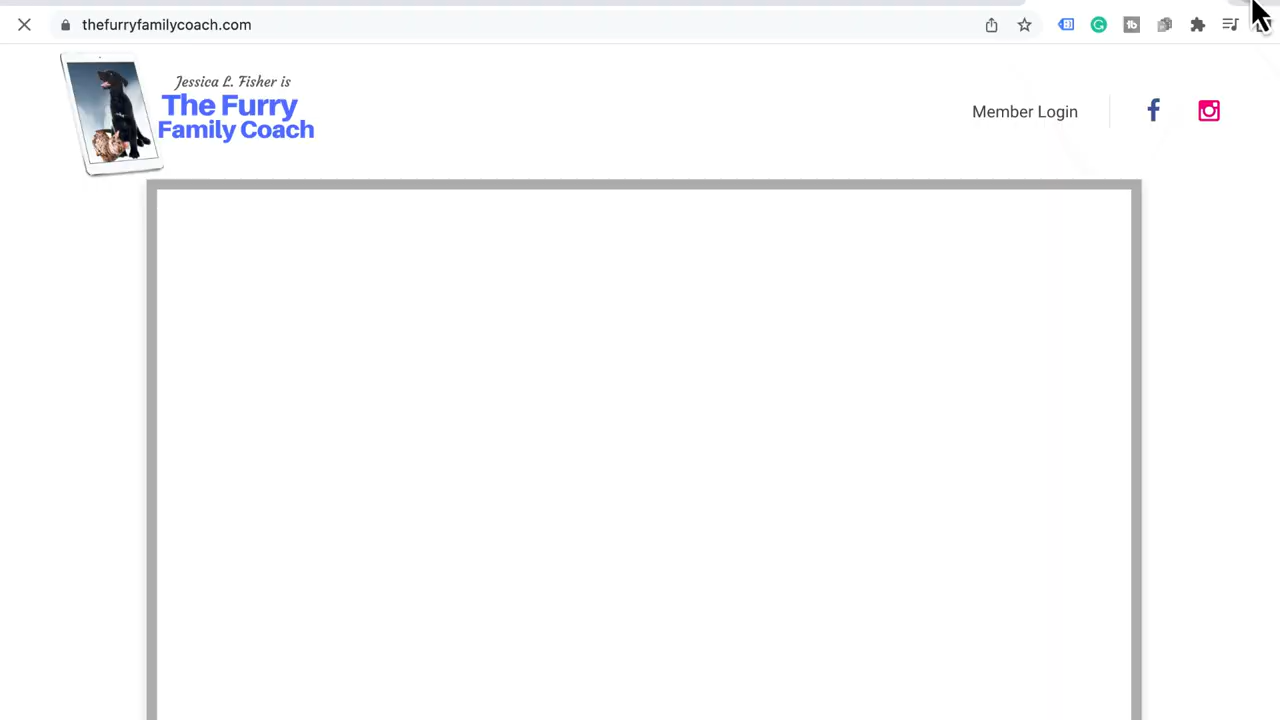 thefurryfamilycoach.com
Jessica L. Fisher is
The Furry
Family Coach
Member Login